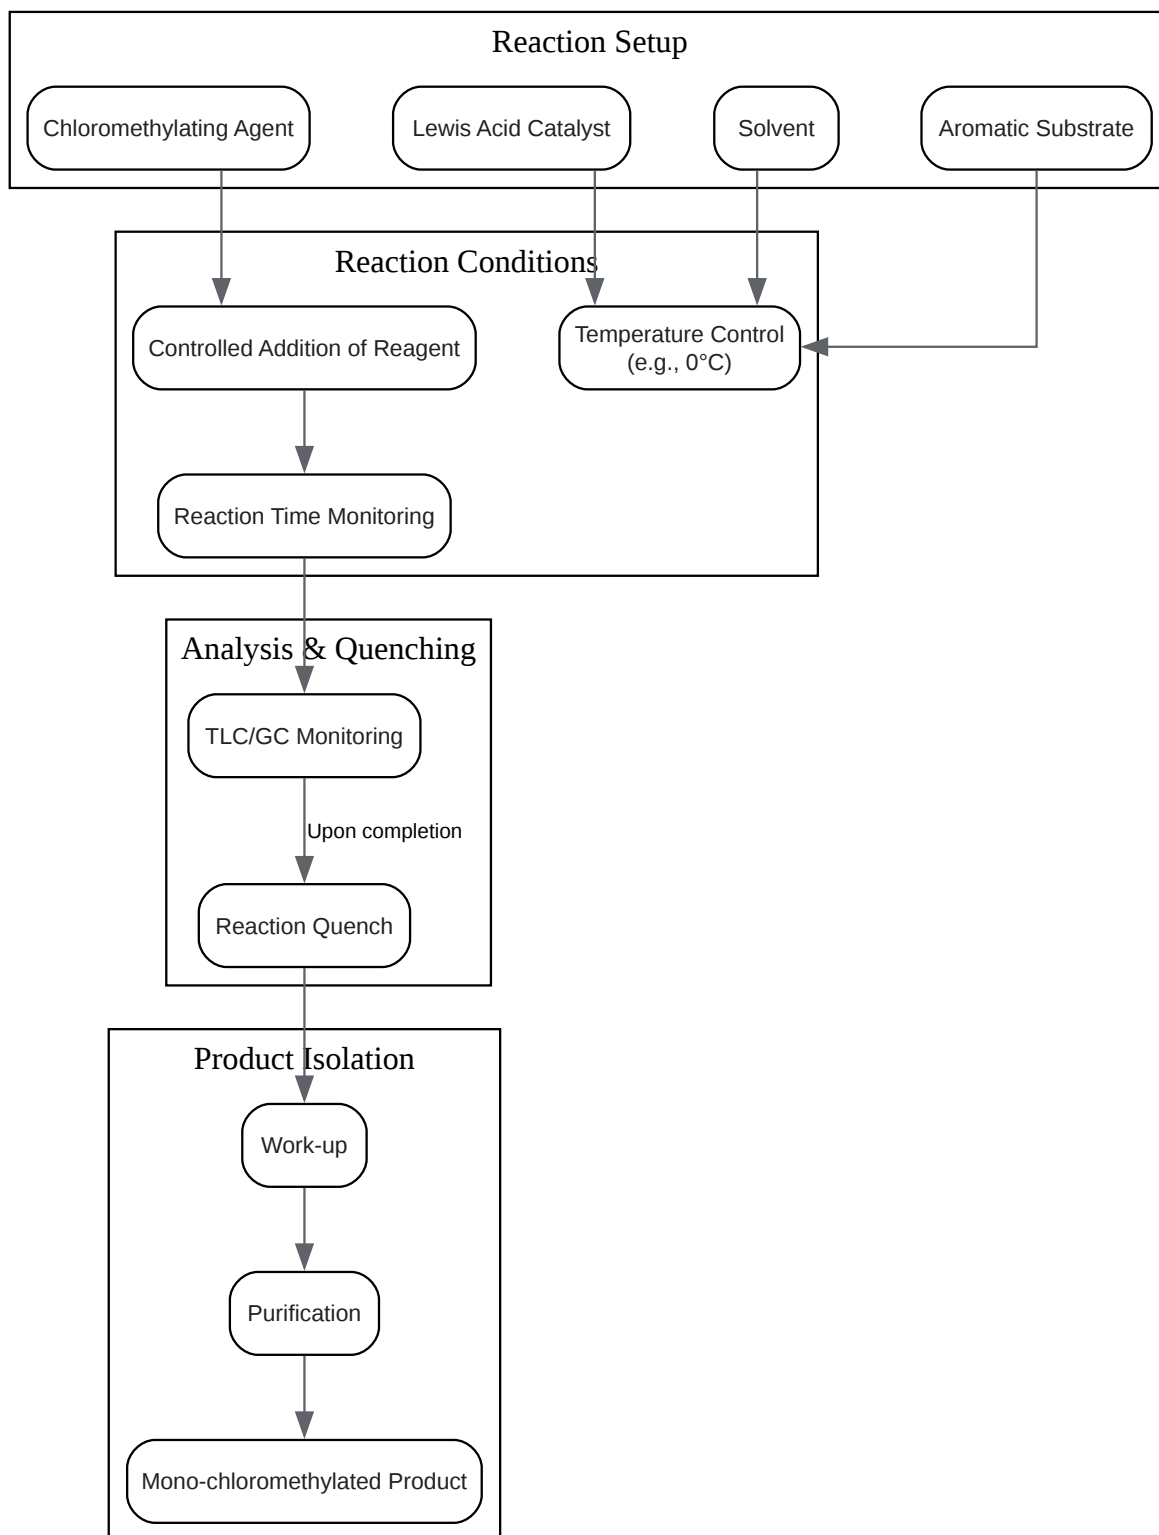 Reaction Setup
Chloromethylating Agent
Lewis Acid Catalyst
Solvent
Aromatic Substrate
Reaction Conditions
Controlled Addition of Reagent
Temperature Control
(e.g., 0°C)
Reaction Time Monitoring
Analysis & Quenching
TLC/GC Monitoring
Upon completion
Reaction Quench
Product Isolation
Work-up
Purification
Mono-chloromethylated Product